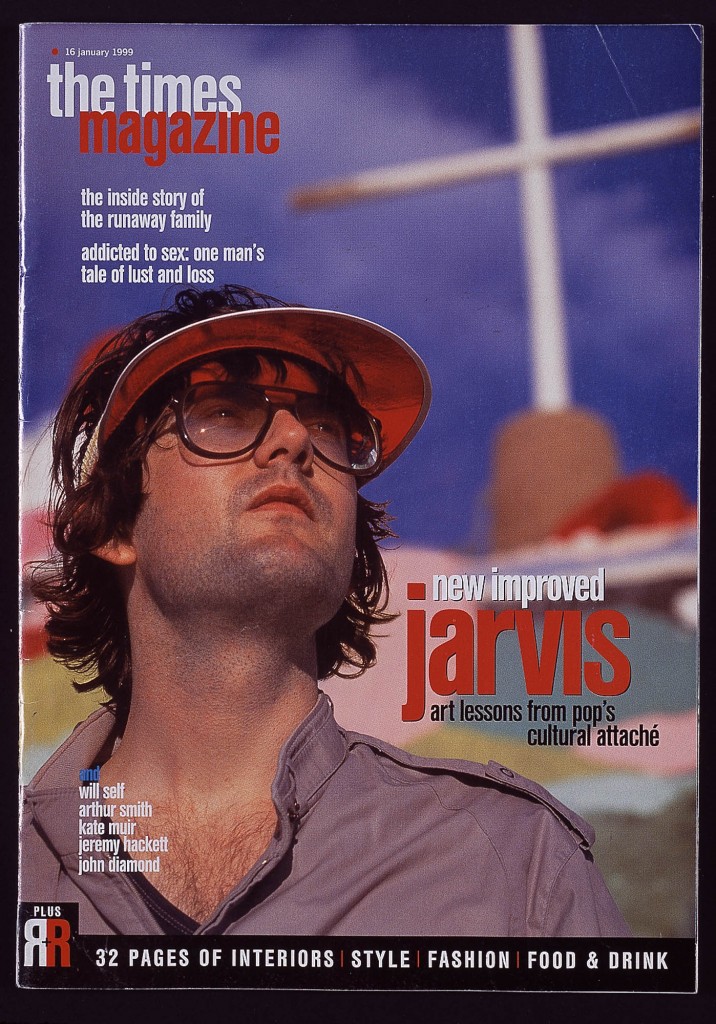 16 january 1999
the times
magazine
the inside story of
the runaway family
addicted to sex: one man's
tale of lust and loss
new improved
jarvis
art lessons from pop's
cultural attaché
and
will self
arthur smith
kate muir
jeremy hackett
john diamond
PLUS
R+R
32 PAGES OF INTERIORS | STYLE | FASHION | FOOD & DRINK